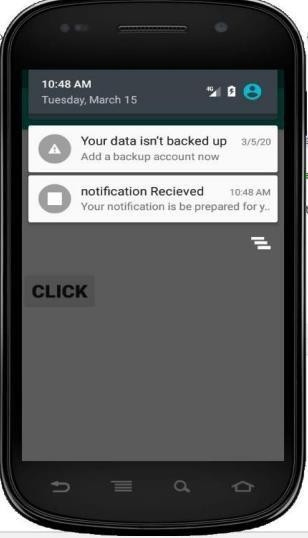 10:48 AM
Tuesday, March 15
4G
Your data isn't backed up 3/5/20
Add a backup account now
notification Recieved 10:48 AM
Your notification is be prepared for y..
CLICK